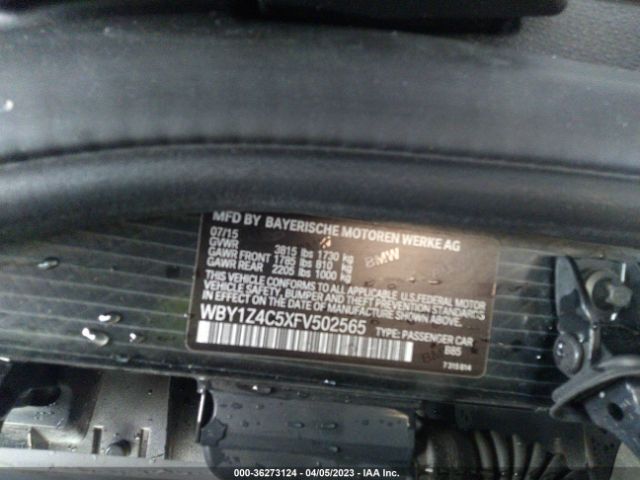 MFD BY BAYERISCHE MOTOREN WERKE AG
07/15
GVWR 3815 lbs 1730 kg
GAWR FRONT 1785 lbs 810 kg
GAWR REAR 2205 lbs 1000 kg
BMW
THIS VEHICLE CONFORMS TO ALL APPLICABLE U.S. FEDERAL MOTOR
VEHICLE SAFETY, BUMPER AND THEFT PREVENTION STANDARDS
IN EFFECT ON THE DATE OF MANUFACTURE SHOWN ABOVE.
WBY1Z4C5XFV502565
TYPE: PASSENGER CAR
B85
000-36273124 - 04/05/2023 - IAA Inc.